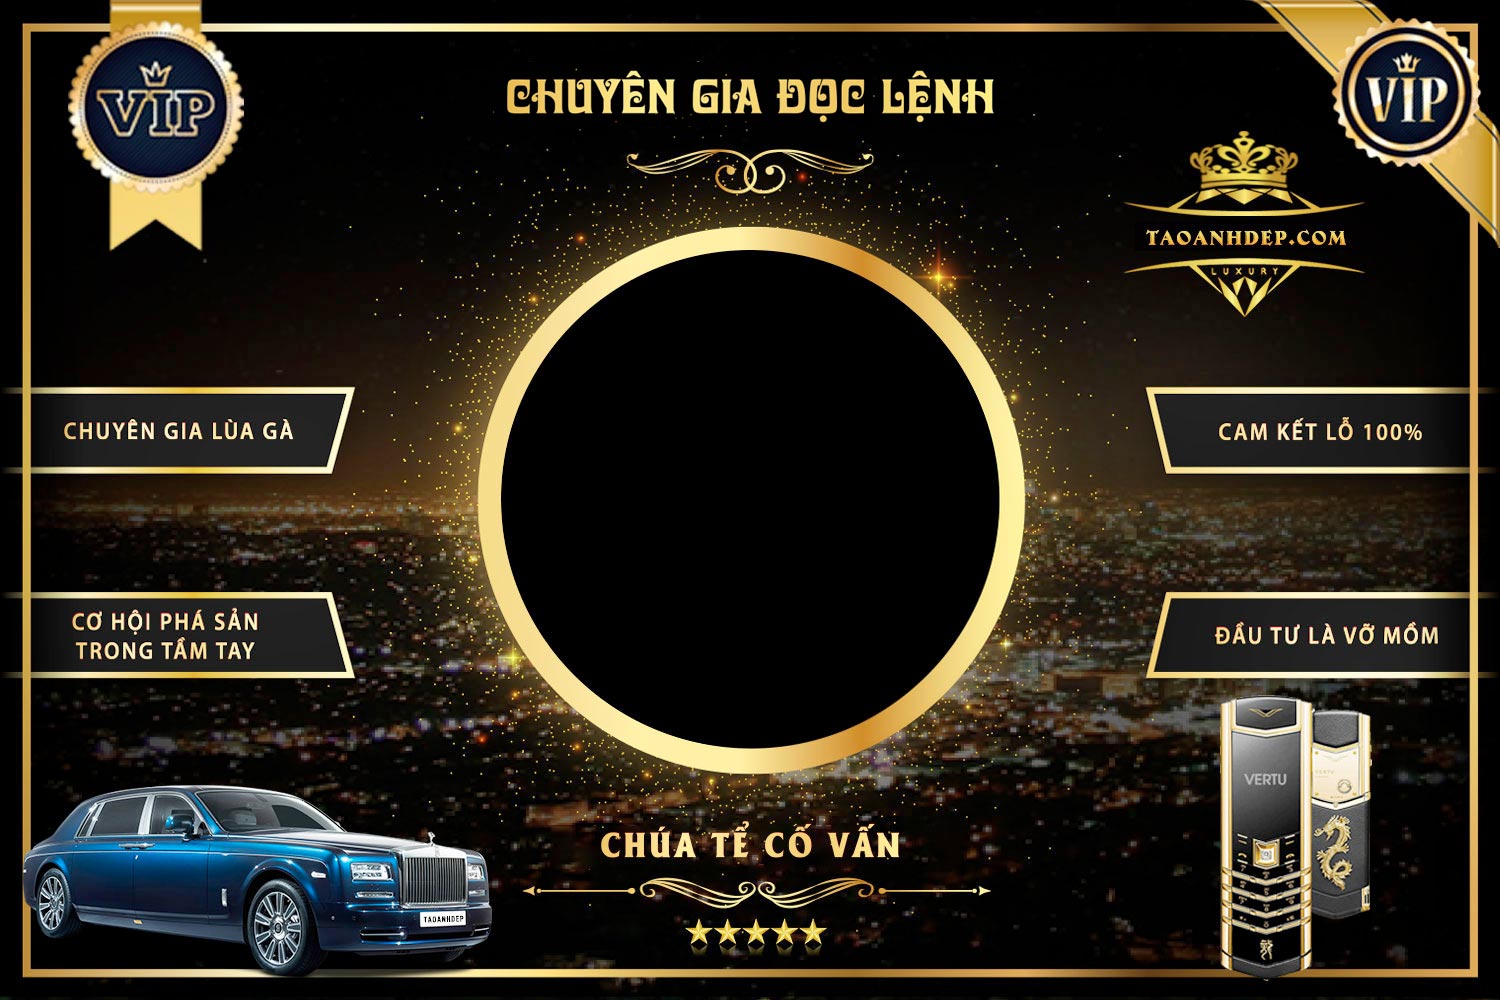 VIP
CHUYÊN GIA ĐỌC LỆNH
VIP
TAOANHDEP.COM
LUXURY
CHUYÊN GIA LÙA GÀ
CAM KẾT LỖ 100%
CƠ HỘI PHÁ SẢN
TRONG TẦM TAY
ĐẦU TƯ LÀ VỠ MỒM
VERTU
VERTU
CHÚA TỂ CỐ VẤN
TAOANHDEP